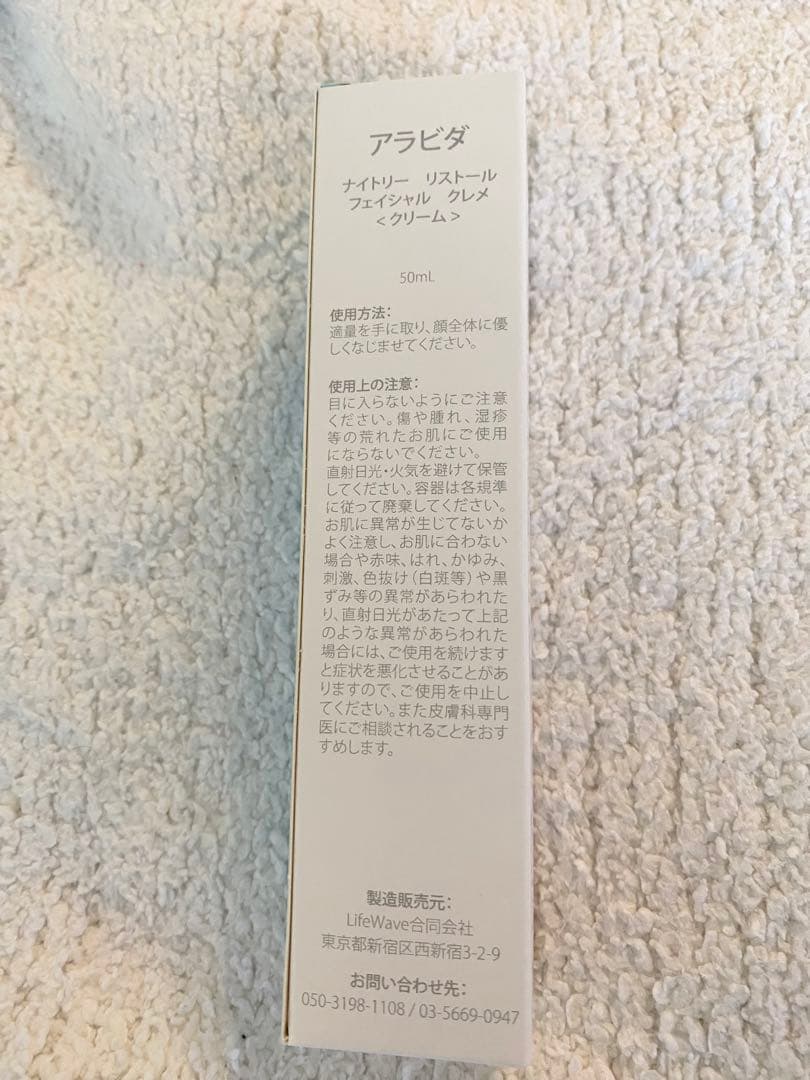 アラビダ
ナイトリー　リストール
フェイシャル　クレメ
<クリーム>
50mL
使用方法：
適量を手に取り、顔全体に優
しくなじませてください。
使用上の注意：
目に入らないようにご注意
ください。傷や腫れ、湿疹
等の荒れたお肌にご使用
にならないでください。
直射日光・火気を避けて保管
してください。容器は各規準
に従って廃棄してください。
お肌に異常が生じてないか
よく注意し、お肌に合わない
場合や赤味、はれ、かゆみ、
刺激、色抜け（白斑等）や黒
ずみ等の異常があらわれた
り、直射日光があたって上記
のような異常があらわれた
場合には、ご使用を続けます
と症状を悪化させることがあ
りますので、ご使用を中止し
てください。また皮膚科専門
医にご相談されることをおす
すめします。
製造販売元：
LifeWave合同会社
東京都新宿区西新宿3-2-9
お問い合わせ先：
050-3198-1108 / 03-5669-0947